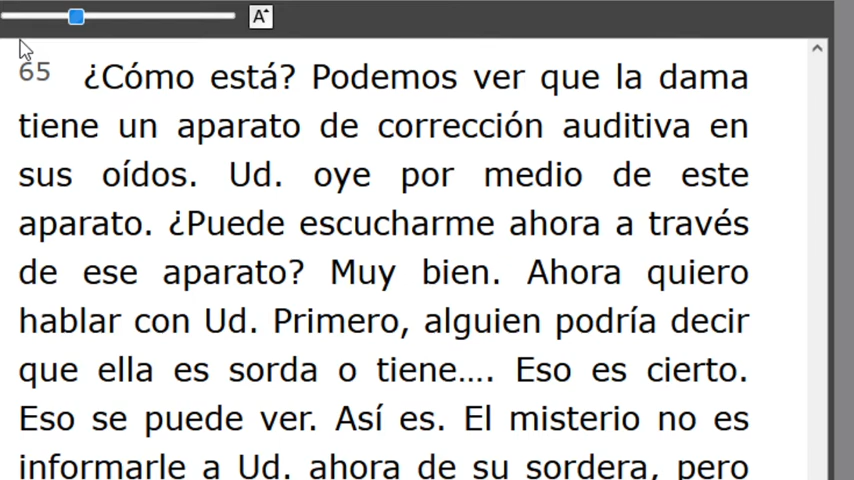 A
65 ¿Cómo está? Podemos ver que la dama
tiene un aparato de corrección auditiva en
sus oídos. Ud. oye por medio de este
aparato. ¿Puede escucharme ahora a través
de ese aparato? Muy bien. Ahora quiero
hablar con Ud. Primero, alguien podría decir
que ella es sorda o tiene.... Eso es cierto.
Eso se puede ver. Así es. El misterio no es
informarle a Ud. ahora de su sordera, pero